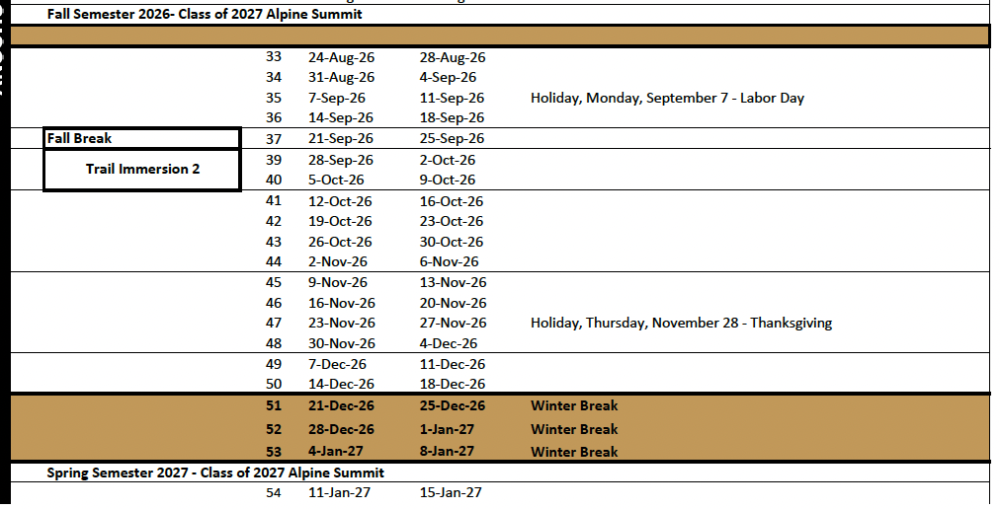 Fall Semester 2026- Class of 2027 Alpine Summit
33 24-Aug-26 28-Aug-26
34 31-Aug-26 4-Sep-26
35 7-Sep-26 11-Sep-26 Holiday, Monday, September 7 - Labor Day
36 14-Sep-26 18-Sep-26
Fall Break 37 21-Sep-26 25-Sep-26
39 28-Sep-26 2-Oct-26
Trail Immersion 2
40 5-Oct-26 9-Oct-26
41 12-Oct-26 16-Oct-26
42 19-Oct-26 23-Oct-26
43 26-Oct-26 30-Oct-26
44 2-Nov-26 6-Nov-26
45 9-Nov-26 13-Nov-26
46 16-Nov-26 20-Nov-26
47 23-Nov-26 27-Nov-26 Holiday, Thursday, November 28 - Thanksgiving
48 30-Nov-26 4-Dec-26
49 7-Dec-26 11-Dec-26
50 14-Dec-26 18-Dec-26
51 21-Dec-26 25-Dec-26 Winter Break
52 28-Dec-26 1-Jan-27 Winter Break
53 4-Jan-27 8-Jan-27 Winter Break
Spring Semester 2027 - Class of 2027 Alpine Summit
54 11-Jan-27 15-Jan-27